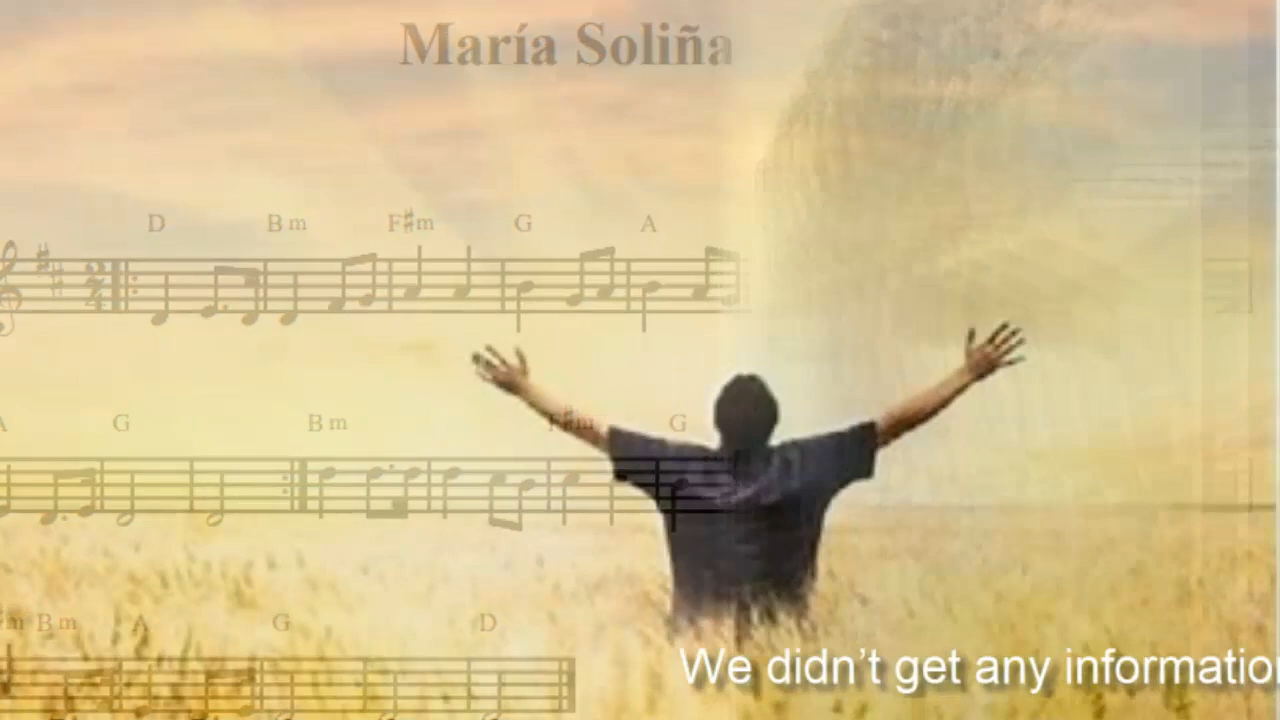 María Soliña
D Bm F#m G A
A G Bm F#m G
Bm A G D
We didn't get any informatio